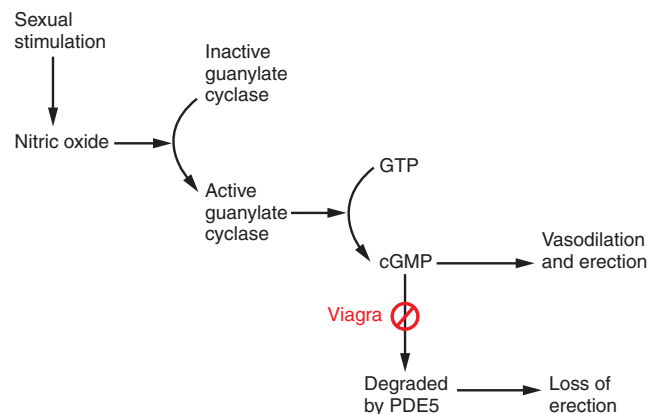 Sexual
stimulation
Inactive
guanylate
cyclase
Nitric oxide
GTP
Active
guanylate
cyclase
cGMP
Vasodilation
and erection
Viagra
Degraded
by PDE5
Loss of
erection